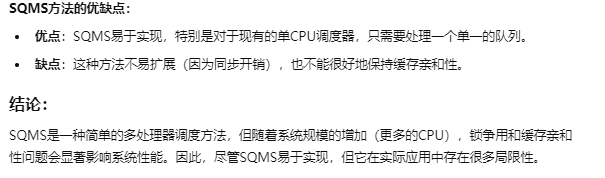 SQMS方法的优缺点：
• 优点：SQMS易于实现，特别是对于现有的单CPU调度器，只需要处理一个单一的队列。
• 缺点：这种方法不易扩展（因为同步开销），也不能很好地保持缓存亲和性。
结论：
SQMS是一种简单的多处理器调度方法，但随着系统规模的增加（更多的CPU），锁争用和缓存亲和
性问题会显著影响系统性能。因此，尽管SQMS易于实现，但它在实际应用中存在很多局限性。